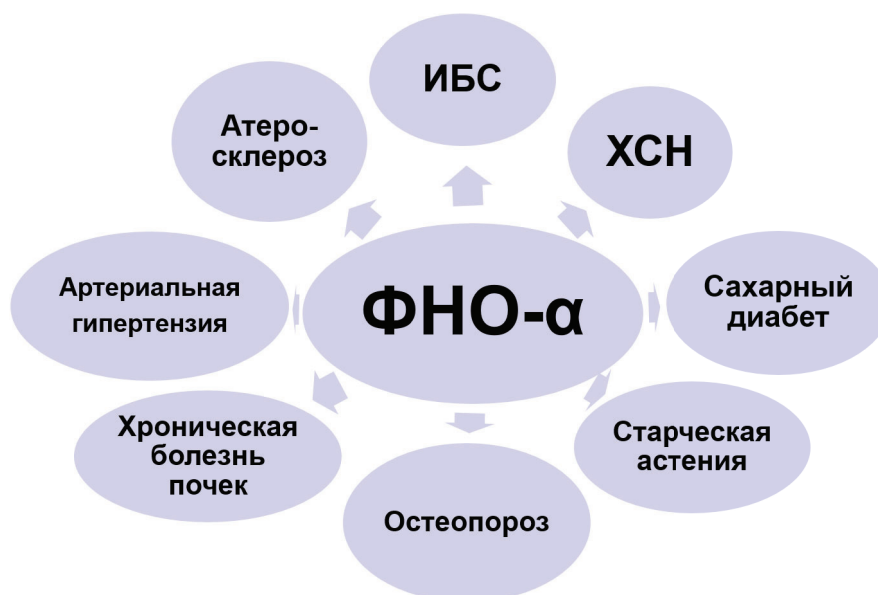 ИБС
Атеро-
склероз
ХСН
Артериальная
гипертензия
ФНО-α
Сахарный
диабет
Хроническая
болезнь
почек
Старческая
астения
Остеопороз